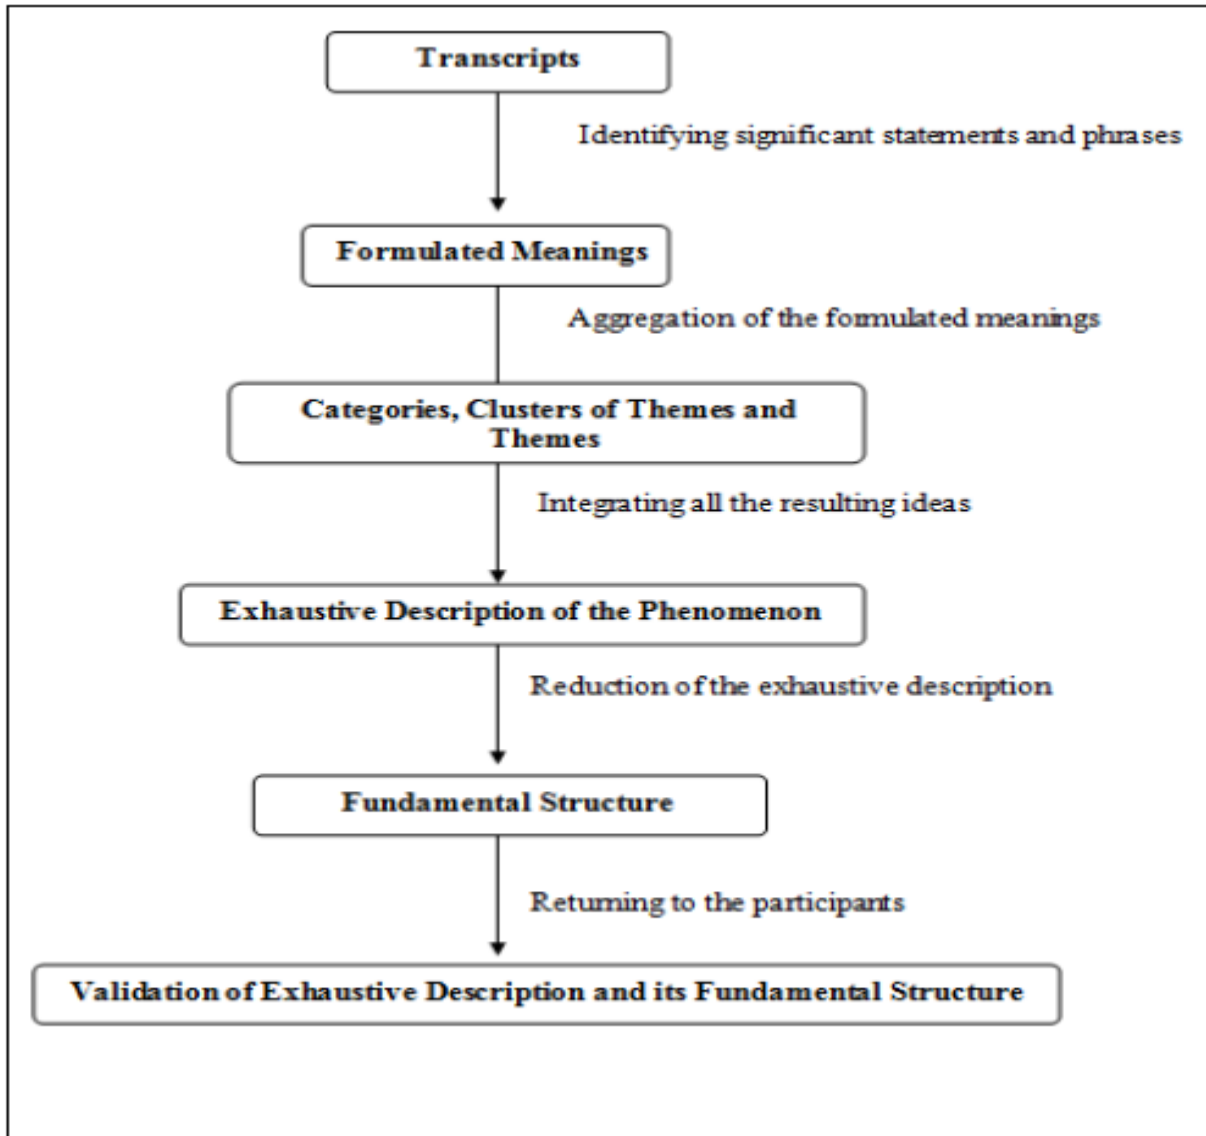 Transcripts
Identifying significant statements and phrases
Formulated Meanings
Aggregation of the formulated meanings
Categories, Clusters of Themes and
Themes
Integrating all the resulting ideas
Exhaustive Description of the Phenomenon
Reduction of the exhaustive description
Fundamental Structure
Returning to the participants
Validation of Exhaustive Description and its Fundamental Structure